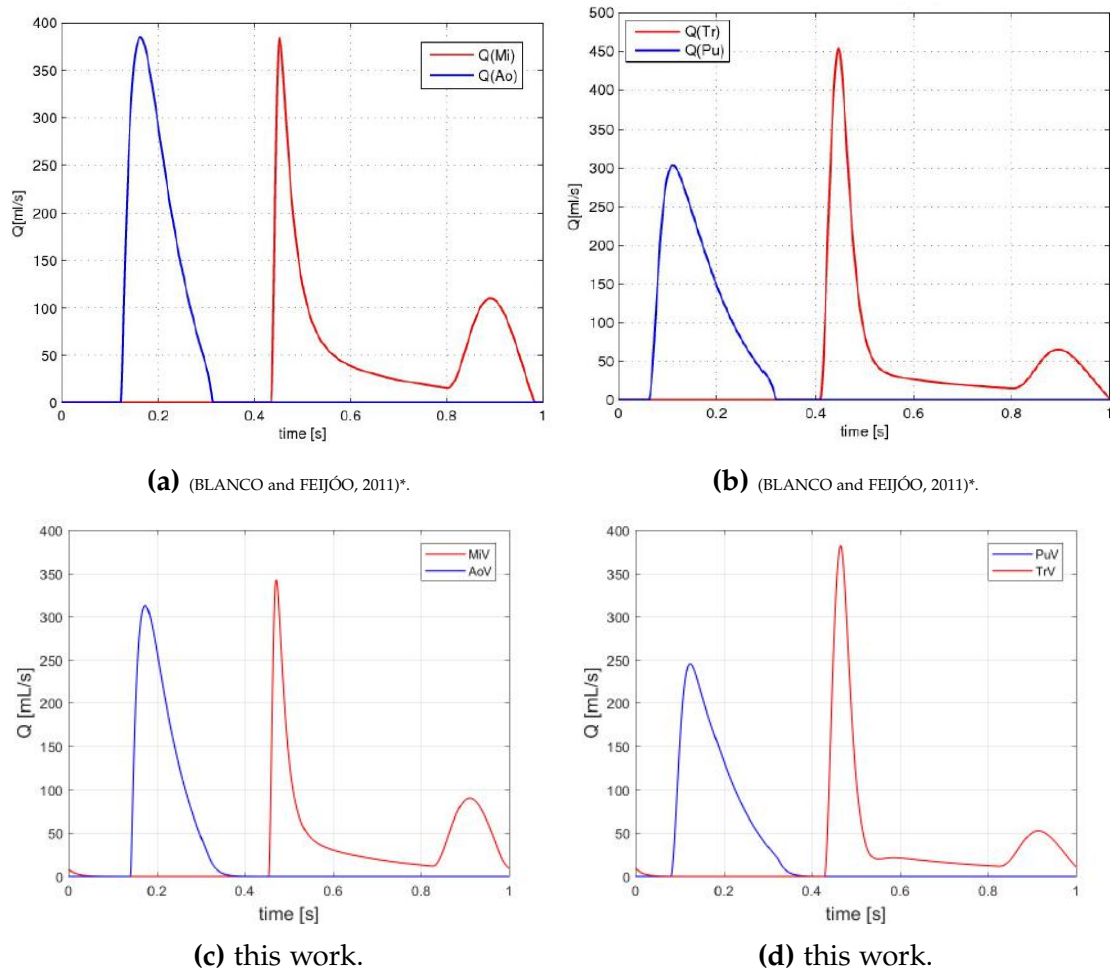 400
350
300
250
200
150
100
50
0
Q[ml/s]
Q(Mi)
Q(Ao)
0 0.2 0.4 0.6 0.8 1
time [s]
(a) (BLANCO and FEIJÓO, 2011)*.
500
450
400
350
300
250
200
150
100
50
0
Q[ml/s]
Q(Tr)
Q(Pu)
0 0.2 0.4 0.6 0.8 1
time [s]
(b) (BLANCO and FEIJÓO, 2011)*.
400
350
300
250
200
150
100
50
0
Q [mL/s]
MiV
AoV
0 0.2 0.4 0.6 0.8 1
time [s]
(c) this work.
400
350
300
250
200
150
100
50
0
Q [mL/s]
PuV
TrV
0 0.2 0.4 0.6 0.8 1
time [s]
(d) this work.